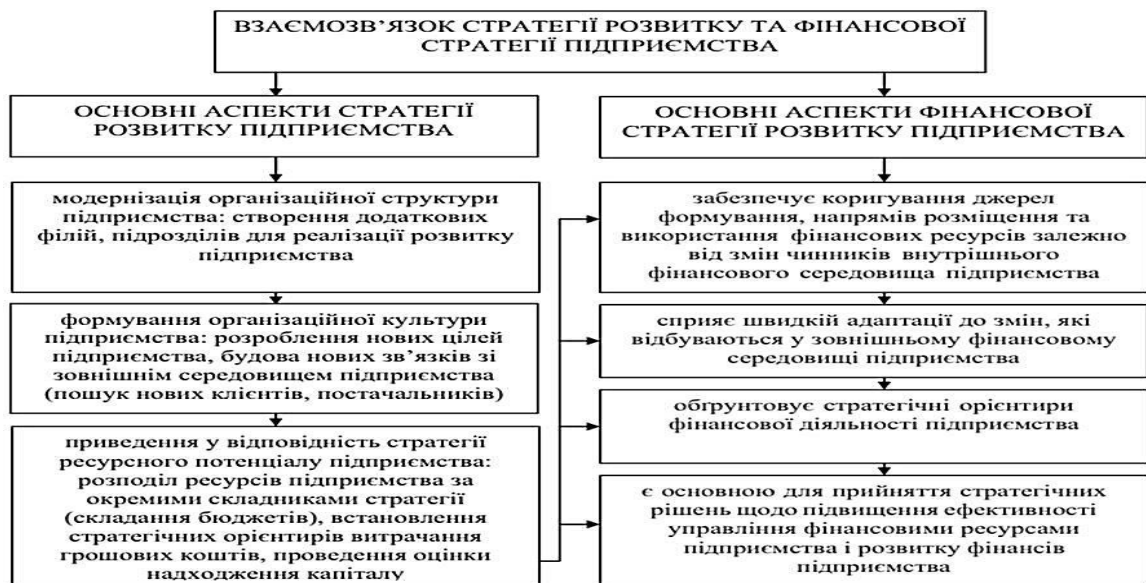 ВЗАЄМОЗВ’ЯЗОК СТРАТЕГІЇ РОЗВИТКУ ТА ФІНАНСОВОЇ
СТРАТЕГІЇ ПІДПРИЄМСТВА
ОСНОВНІ АСПЕКТИ СТРАТЕГІЇ
РОЗВИТКУ ПІДПРИЄМСТВА
модернізація організаційної структури
підприємства: створення додаткових
філій, підрозділів для реалізації розвитку
підприємства
формування організаційної культури
підприємства: розроблення нових цілей
підприємства, будова нових зв’язків зі
зовнішнім середовищем підприємства
(пошук нових клієнтів, постачальників)
приведення у відповідність стратегії
ресурсного потенціалу підприємства:
розподіл ресурсів підприємства за
окремими складниками стратегії
(складання бюджетів), встановлення
стратегічних орієнтирів витрачання
грошових коштів, проведення оцінки
надходження капіталу
ОСНОВНІ АСПЕКТИ ФІНАНСОВОЇ
СТРАТЕГІЇ РОЗВИТКУ ПІДПРИЄМСТВА
забезпечує коригування джерел
формування, напрямів розміщення та
використання фінансових ресурсів залежно
від змін чинників внутрішнього
фінансового середовища підприємства
сприяє швидкій адаптації до змін, які
відбуваються у зовнішньому фінансовому
середовищі підприємства
обґрунтовує стратегічні орієнтири
фінансової діяльності підприємства
є основною для прийняття стратегічних
рішень щодо підвищення ефективності
управління фінансовими ресурсами
підприємства і розвитку фінансів
підприємства